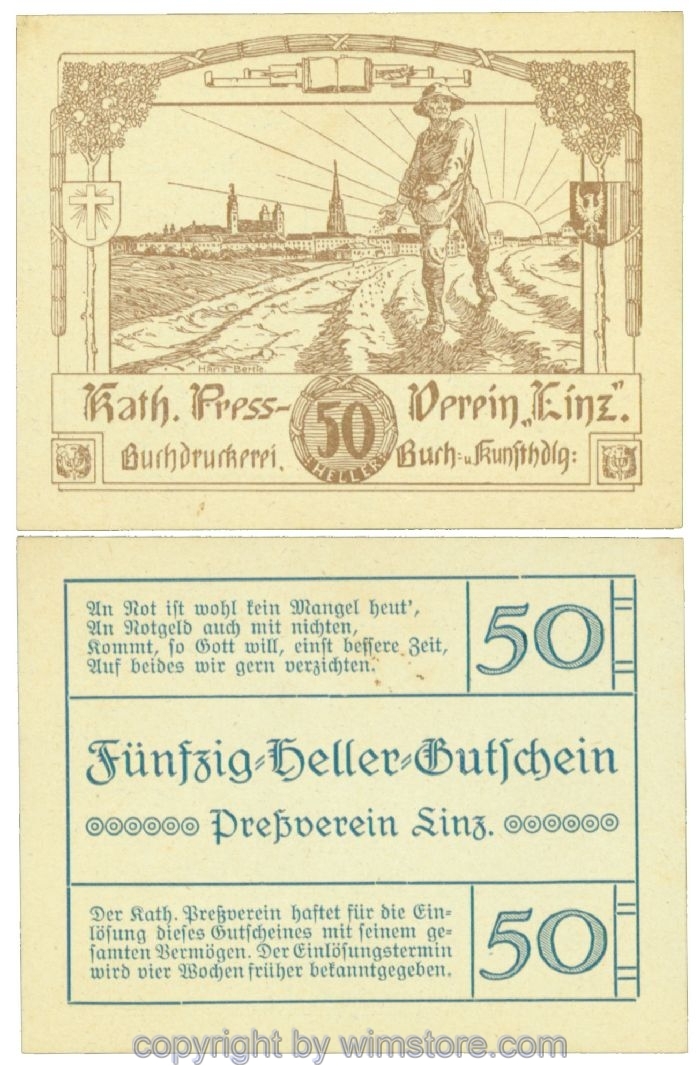 Hans Bertle.
Kath. Press-Verein „Linz“.
50
HELLER
Buchdruckerei. Buch- u Kunsthdlg:
An Not ist wohl kein Mangel heut’,
An Notgeld auch mit nichten,
Kommt, so Gott will, einst bessere Zeit,
Auf beides wir gern verzichten.
50
Fünfzig-Heller-Gutschein
Preßverein Linz.
Der Kath. Preßverein haftet für die Ein-
lösung dieses Gutscheines mit seinem ge-
samten Vermögen. Der Einlösungstermin
wird vier Wochen früher bekanntgegeben.
50
copyright by wimstore.com